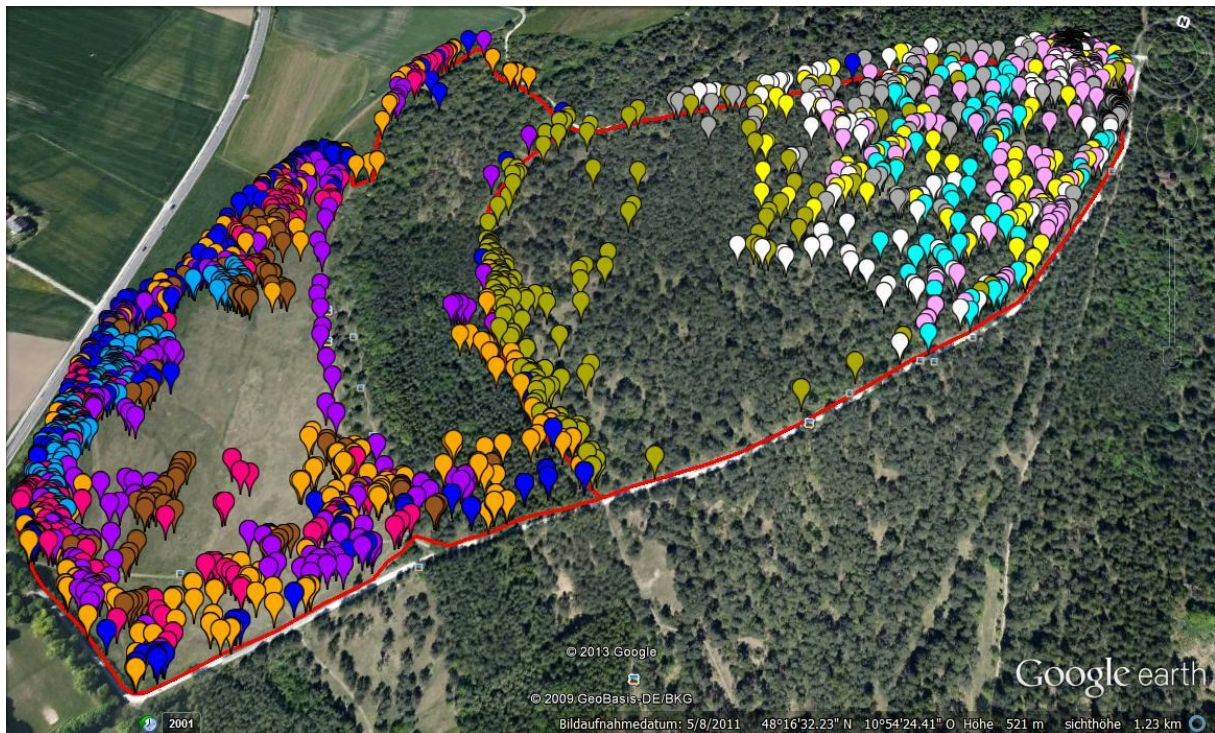 N
© 2013 Google
© 2009 GeoBasis-DE/BKG
Google earth
2001
Bildaufnahmedatum: 5/8/2011 48°16'32.23" N 10°54'24.41" O Höhe 521 m sichthöhe 1.23 km